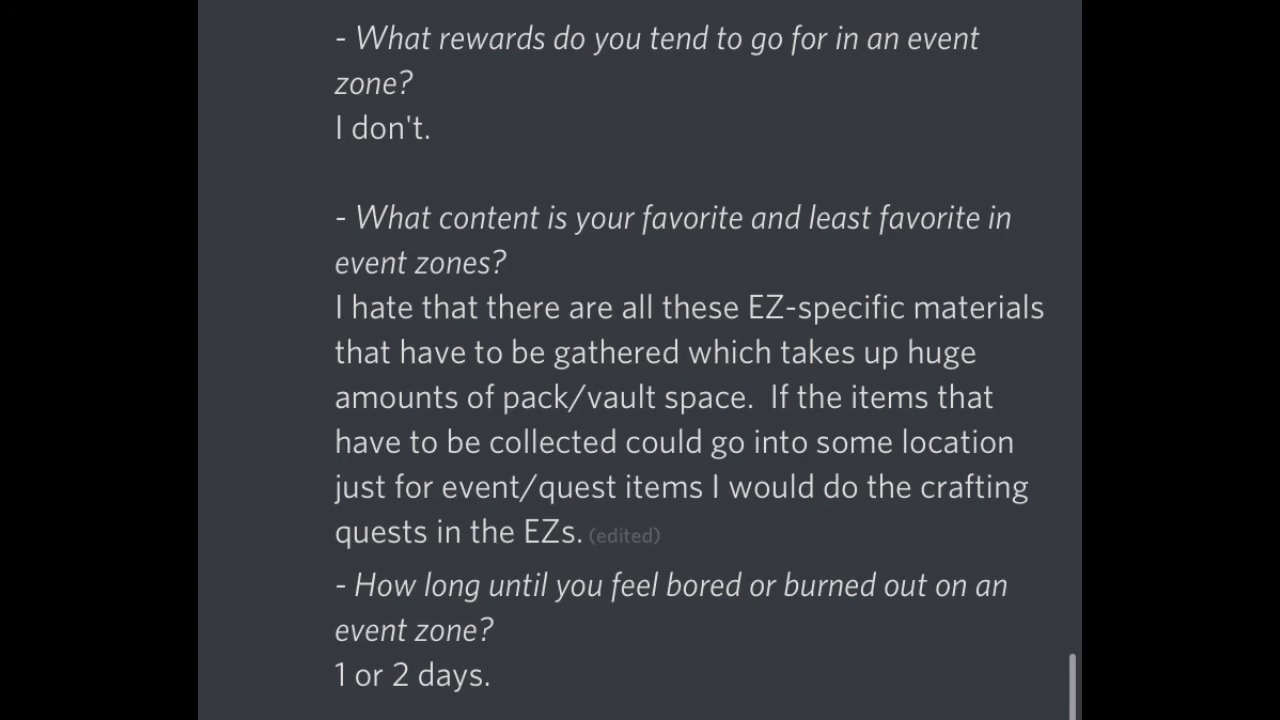 - What rewards do you tend to go for in an event
zone?
I don't.
- What content is your favorite and least favorite in
event zones?
I hate that there are all these EZ-specific materials
that have to be gathered which takes up huge
amounts of pack/vault space.  If the items that
have to be collected could go into some location
just for event/quest items I would do the crafting
quests in the EZs. (edited)
- How long until you feel bored or burned out on an
event zone?
1 or 2 days.